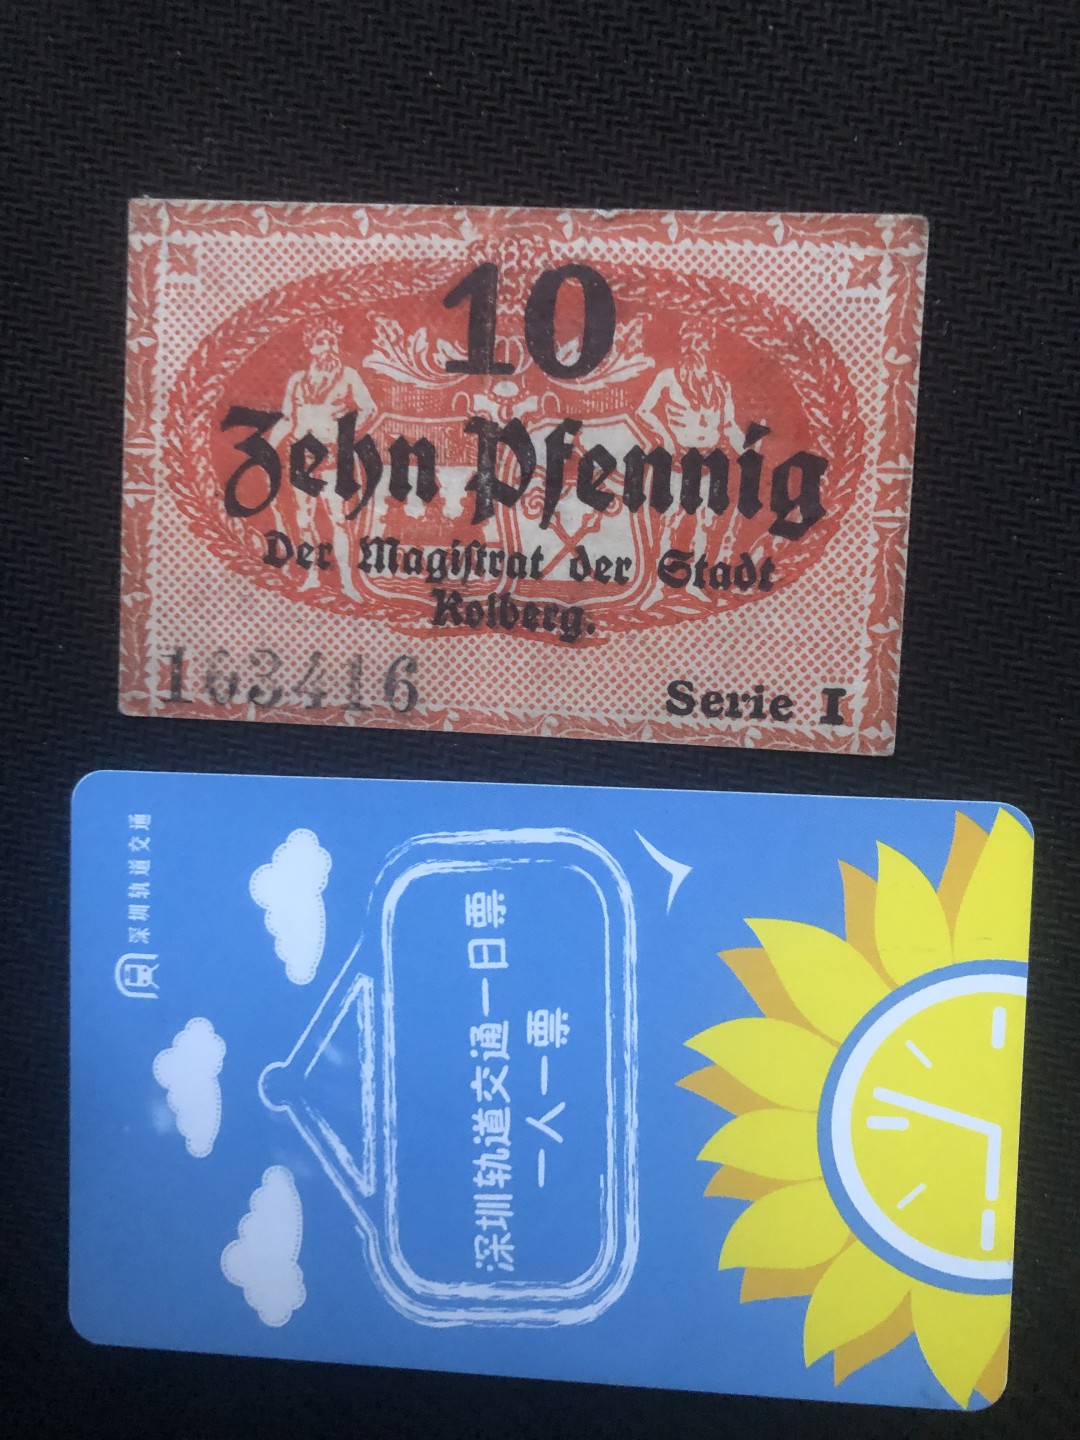 10
Zehn Pfennig
Der Magiſtrat der Stadt
Kolberg.
163416
Serie I
深圳轨道交通
深圳轨道交通一日票
一人一票